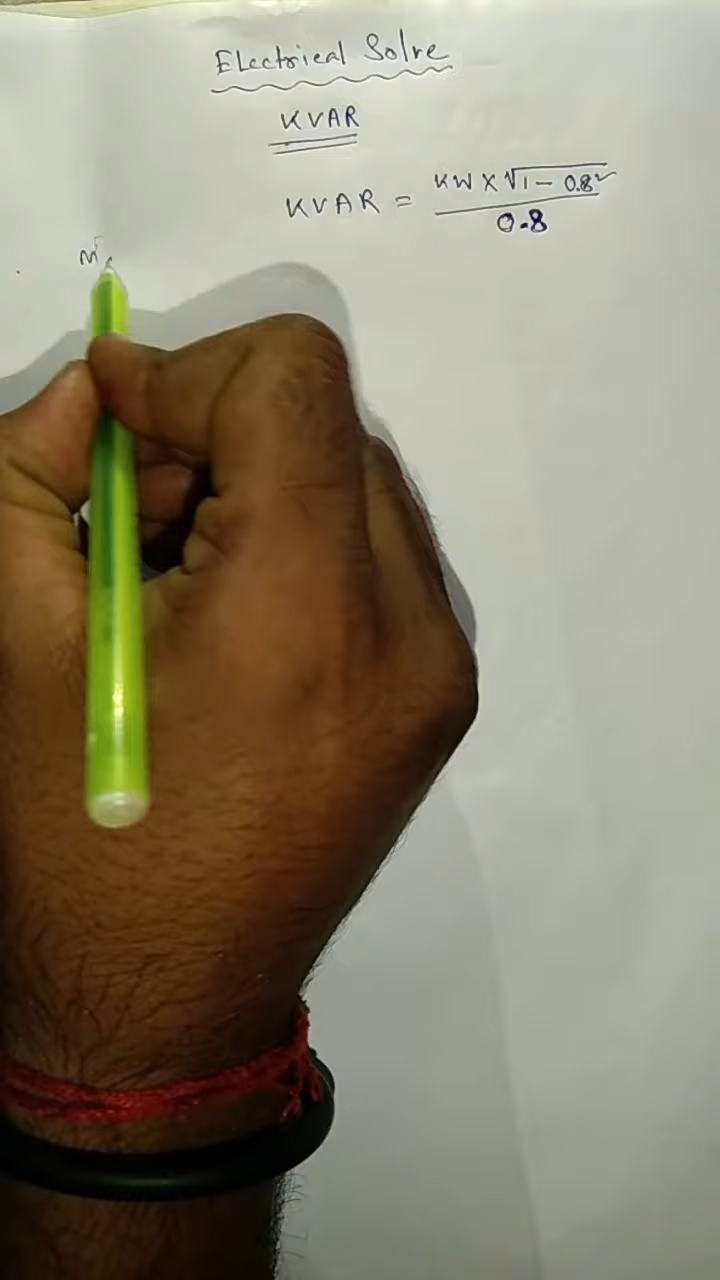 Electrical Solve
KVAR
KVAR = KW X √1 - 0.8²
0.8